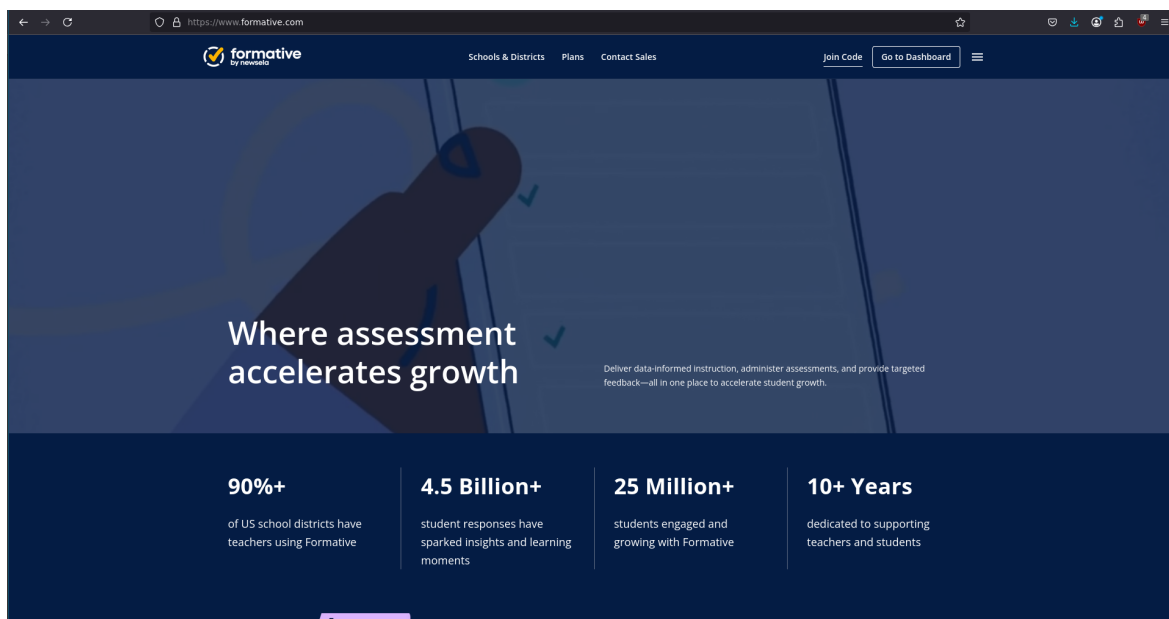 https://www.formative.com
formative
by newsela
Schools & Districts Plans Contact Sales
Join Code Go to Dashboard
Where assessment
accelerates growth
Deliver data-informed instruction, administer assessments, and provide targeted
feedback—all in one place to accelerate student growth.
90%+
of US school districts have
teachers using Formative
4.5 Billion+
student responses have
sparked insights and learning
moments
25 Million+
students engaged and
growing with Formative
10+ Years
dedicated to supporting
teachers and students